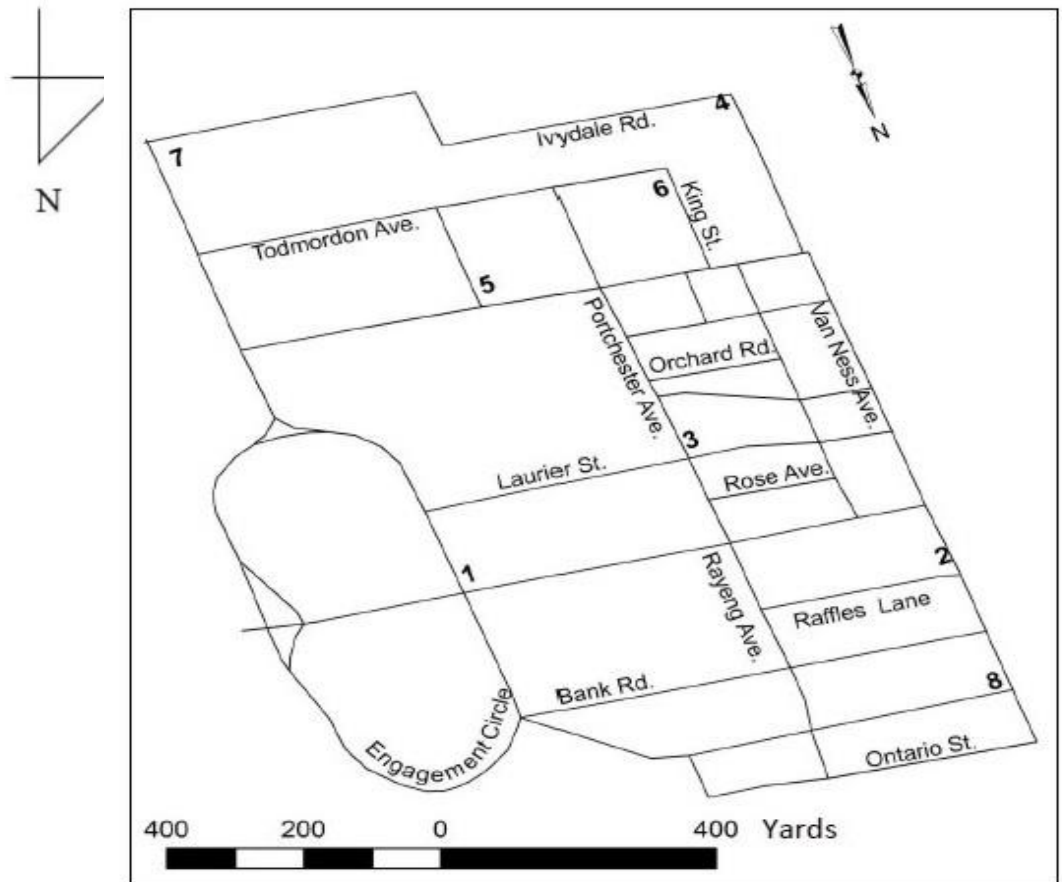 N
N
4
Ivydale Rd.
7
6
King St.
Todmordon Ave.
5
Portchester Ave.
Van Ness Ave.
Orchard Rd.
3
Laurier St.
Rose Ave.
1
2
Rayeng Ave.
Raffles Lane
Bank Rd.
8
Engagement Circle
Ontario St.
400 200 0 400 Yards